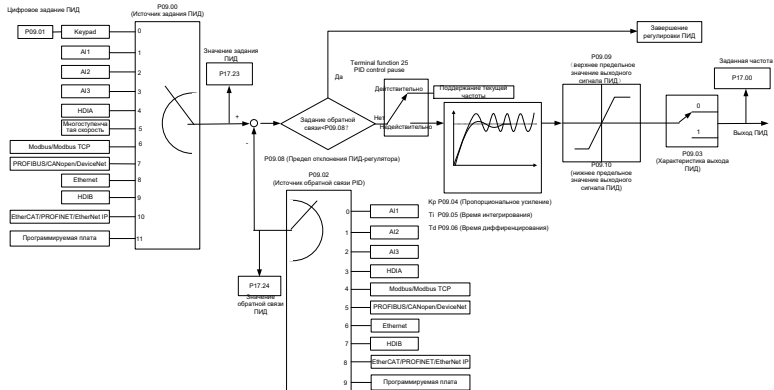 Цифровое задание ПИД
P09.00
(Источник задания ПИД)
P09.01
Keypad
0
AI1
1
AI2
2
AI3
3
HDIA
4
Многоступенча
тая скорость
5
Modbus/Modbus TCP
6
PROFIBUS/CANopen/DeviceNet
7
Ethernet
8
HDIB
9
EtherCAT/PROFINET/EtherNet IP
10
Программируемая плата
11
Значение задания
ПИД
P17.23
+
-
Да
Задание обратной
связи<P09.08?
Нет
P09.08 (Предел отклонения ПИД-регулятора)
Terminal function 25
PID control pause
Действительно
Недействительно
Поддержание текущей
частоты
Завершение
регулировки ПИД
P09.09
(верхнее предельное
значение выходного
сигнала ПИД)
P09.10
(нижнее предельное
значение выходного
сигнала ПИД)
Заданная частота
P17.00
0
1
Выход ПИД
P09.03
(Характеристика выхода
ПИД)
Kp P09.04 (Пропорциональное усиление)
Ti P09.05 (Время интегрирования)
Td P09.06 (Время диффиренцирования)
P09.02
(Источник обратной связи PID)
P17.24
Значение
обратной связи
ПИД
0
AI1
1
AI2
2
AI3
3
HDIA
4
Modbus/Modbus TCP
5
PROFIBUS/CANopen/DeviceNet
6
Ethernet
7
HDIB
8
EtherCAT/PROFINET/EtherNet IP
9
Программируемая плата